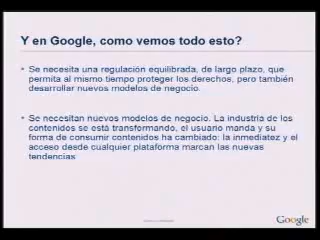 Y en Google, como vemos todo esto?
Se necesita una regulación equilibrada, de largo plazo, que
permita al mismo tiempo proteger los derechos, pero también
desarrollar nuevos modelos de negocio.
Se necesitan nuevos modelos de negocio. La industria de los
contenidos se está transformando, el usuario manda y su
forma de consumir contenidos ha cambiado: la inmediatez y el
acceso desde cualquier plataforma marcan las nuevas
tendencias
Google